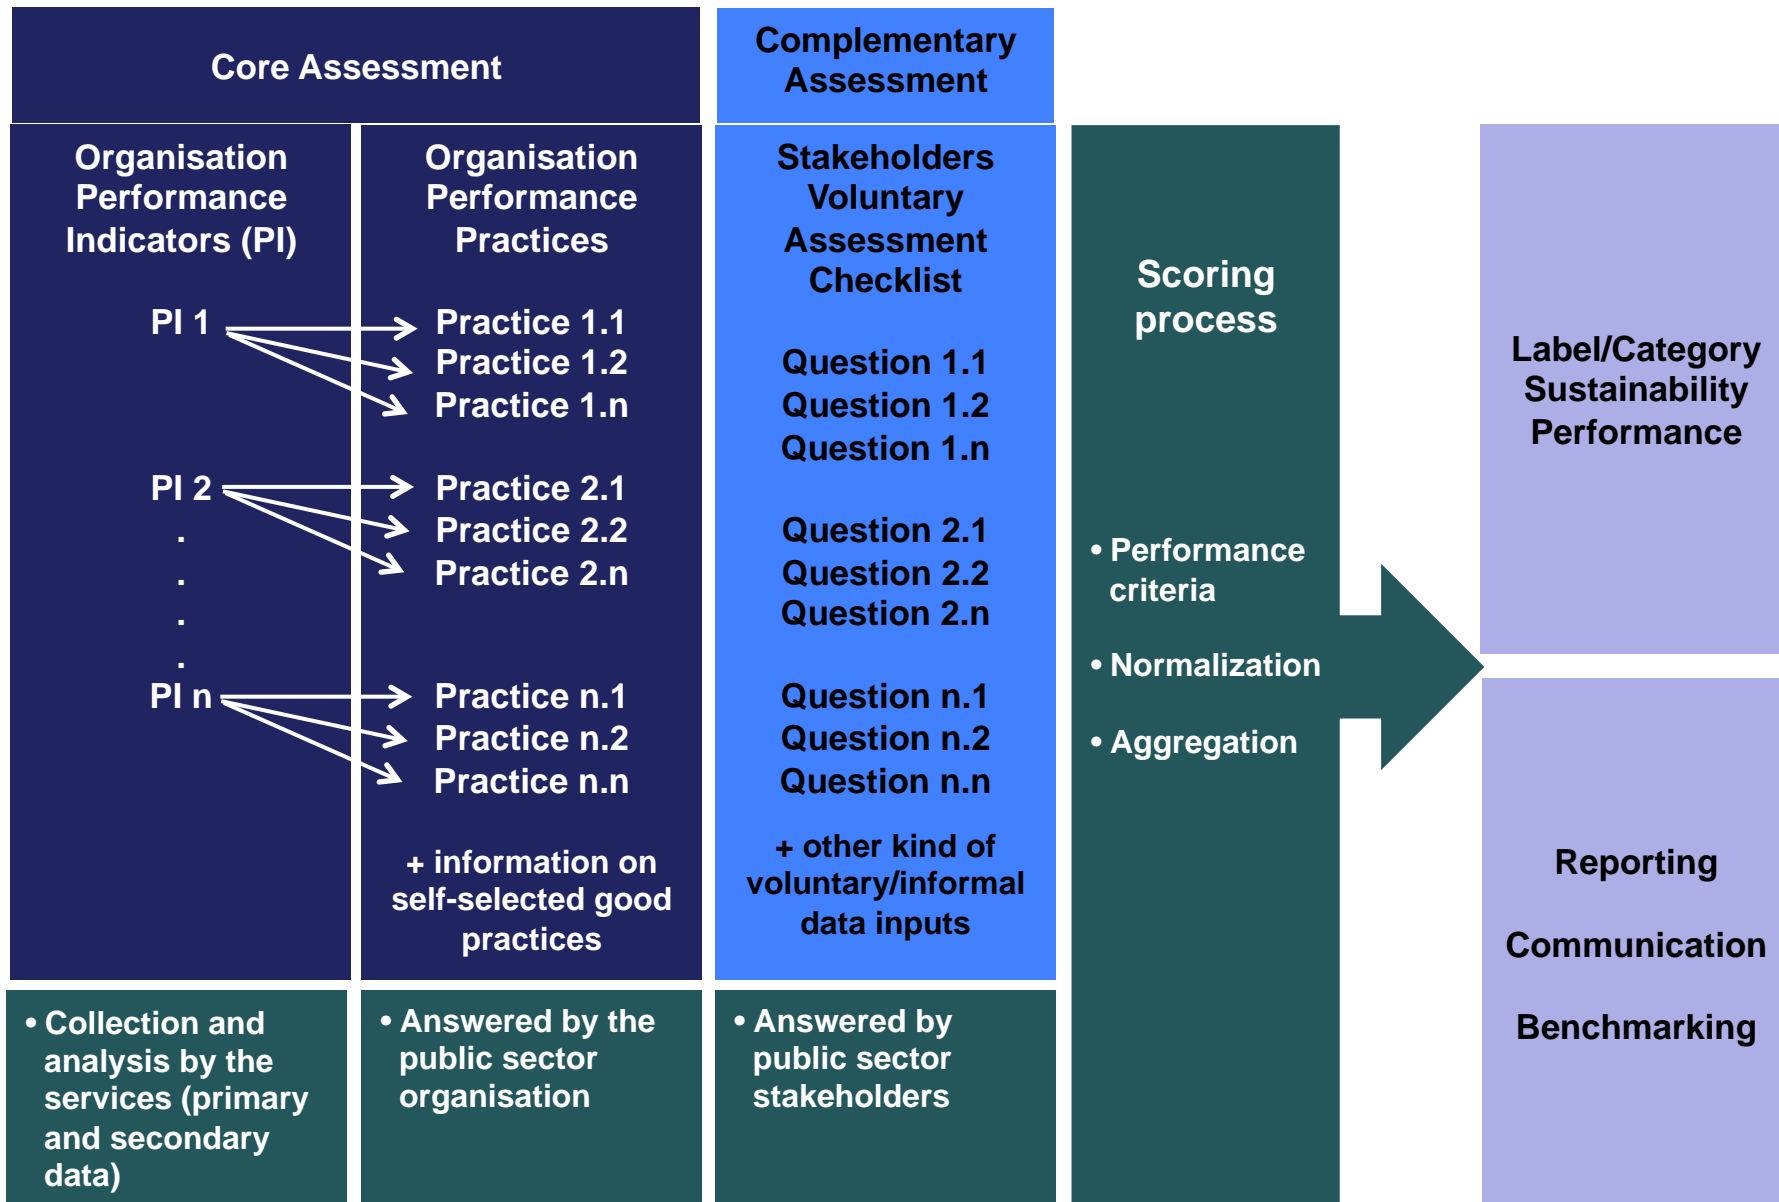 Core Assessment
Complementary
Assessment
Organisation
Performance
Indicators (PI)
PI 1
PI 2
.
.
.
.
PI n
Organisation
Performance
Practices
Practice 1.1
Practice 1.2
Practice 1.n
Practice 2.1
Practice 2.2
Practice 2.n
Practice n.1
Practice n.2
Practice n.n
+ information on
self-selected good
practices
Stakeholders
Voluntary
Assessment
Checklist
Question 1.1
Question 1.2
Question 1.n
Question 2.1
Question 2.2
Question 2.n
Question n.1
Question n.2
Question n.n
+ other kind of
voluntary/informal
data inputs
• Collection and
analysis by the
services (primary
and secondary
data)
• Answered by the
public sector
organisation
• Answered by
public sector
stakeholders
Scoring
process
• Performance
criteria
• Normalization
• Aggregation
Label/Category
Sustainability
Performance
Reporting
Communication
Benchmarking